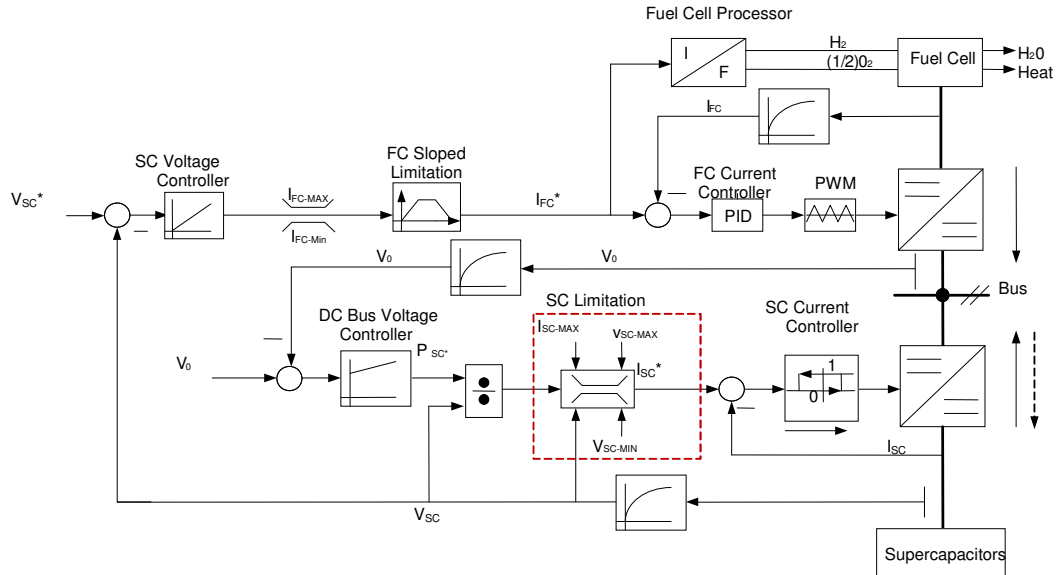 Fuel Cell Processor
I
F
H2
(1/2)02
Fuel Cell
H20
Heat
IFC
SC Voltage
Controller
FC Sloped
Limitation
FC Current
Controller
PWM
VSC*
IFC-MAX
IFC-Min
IFC*
PID
V0
V0
Bus
DC Bus Voltage
Controller
SC Limitation
SC Current
Controller
ISC-MAX
vSC-MAX
PSC*
V0
ISC*
1
0
VSC-MIN
ISC
VSC
Supercapacitors